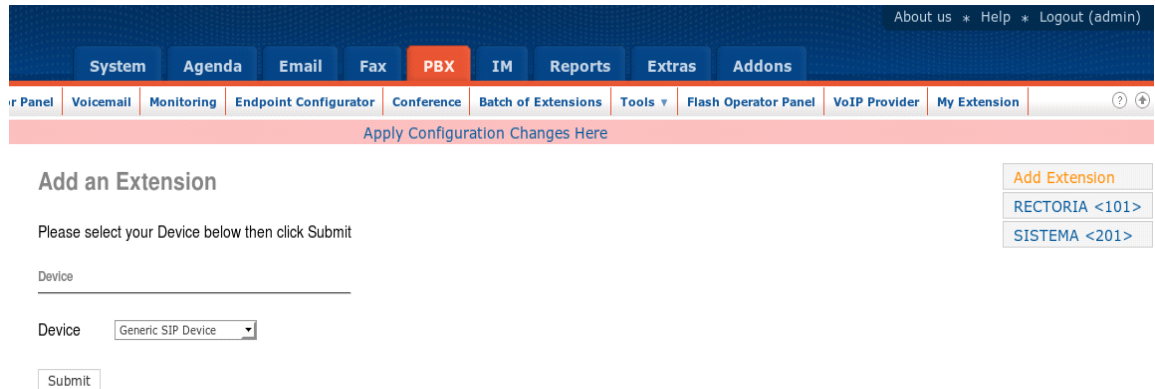 About us * Help * Logout (admin)
System Agenda Email Fax PBX IM Reports Extras Addons
r Panel Voicemail Monitoring Endpoint Configurator Conference Batch of Extensions Tools ▼ Flash Operator Panel VoIP Provider My Extension ?
Apply Configuration Changes Here
Add an Extension
Add Extension
RECTORIA <101>
SISTEMA <201>
Please select your Device below then click Submit
Device
Device Generic SIP Device
Submit